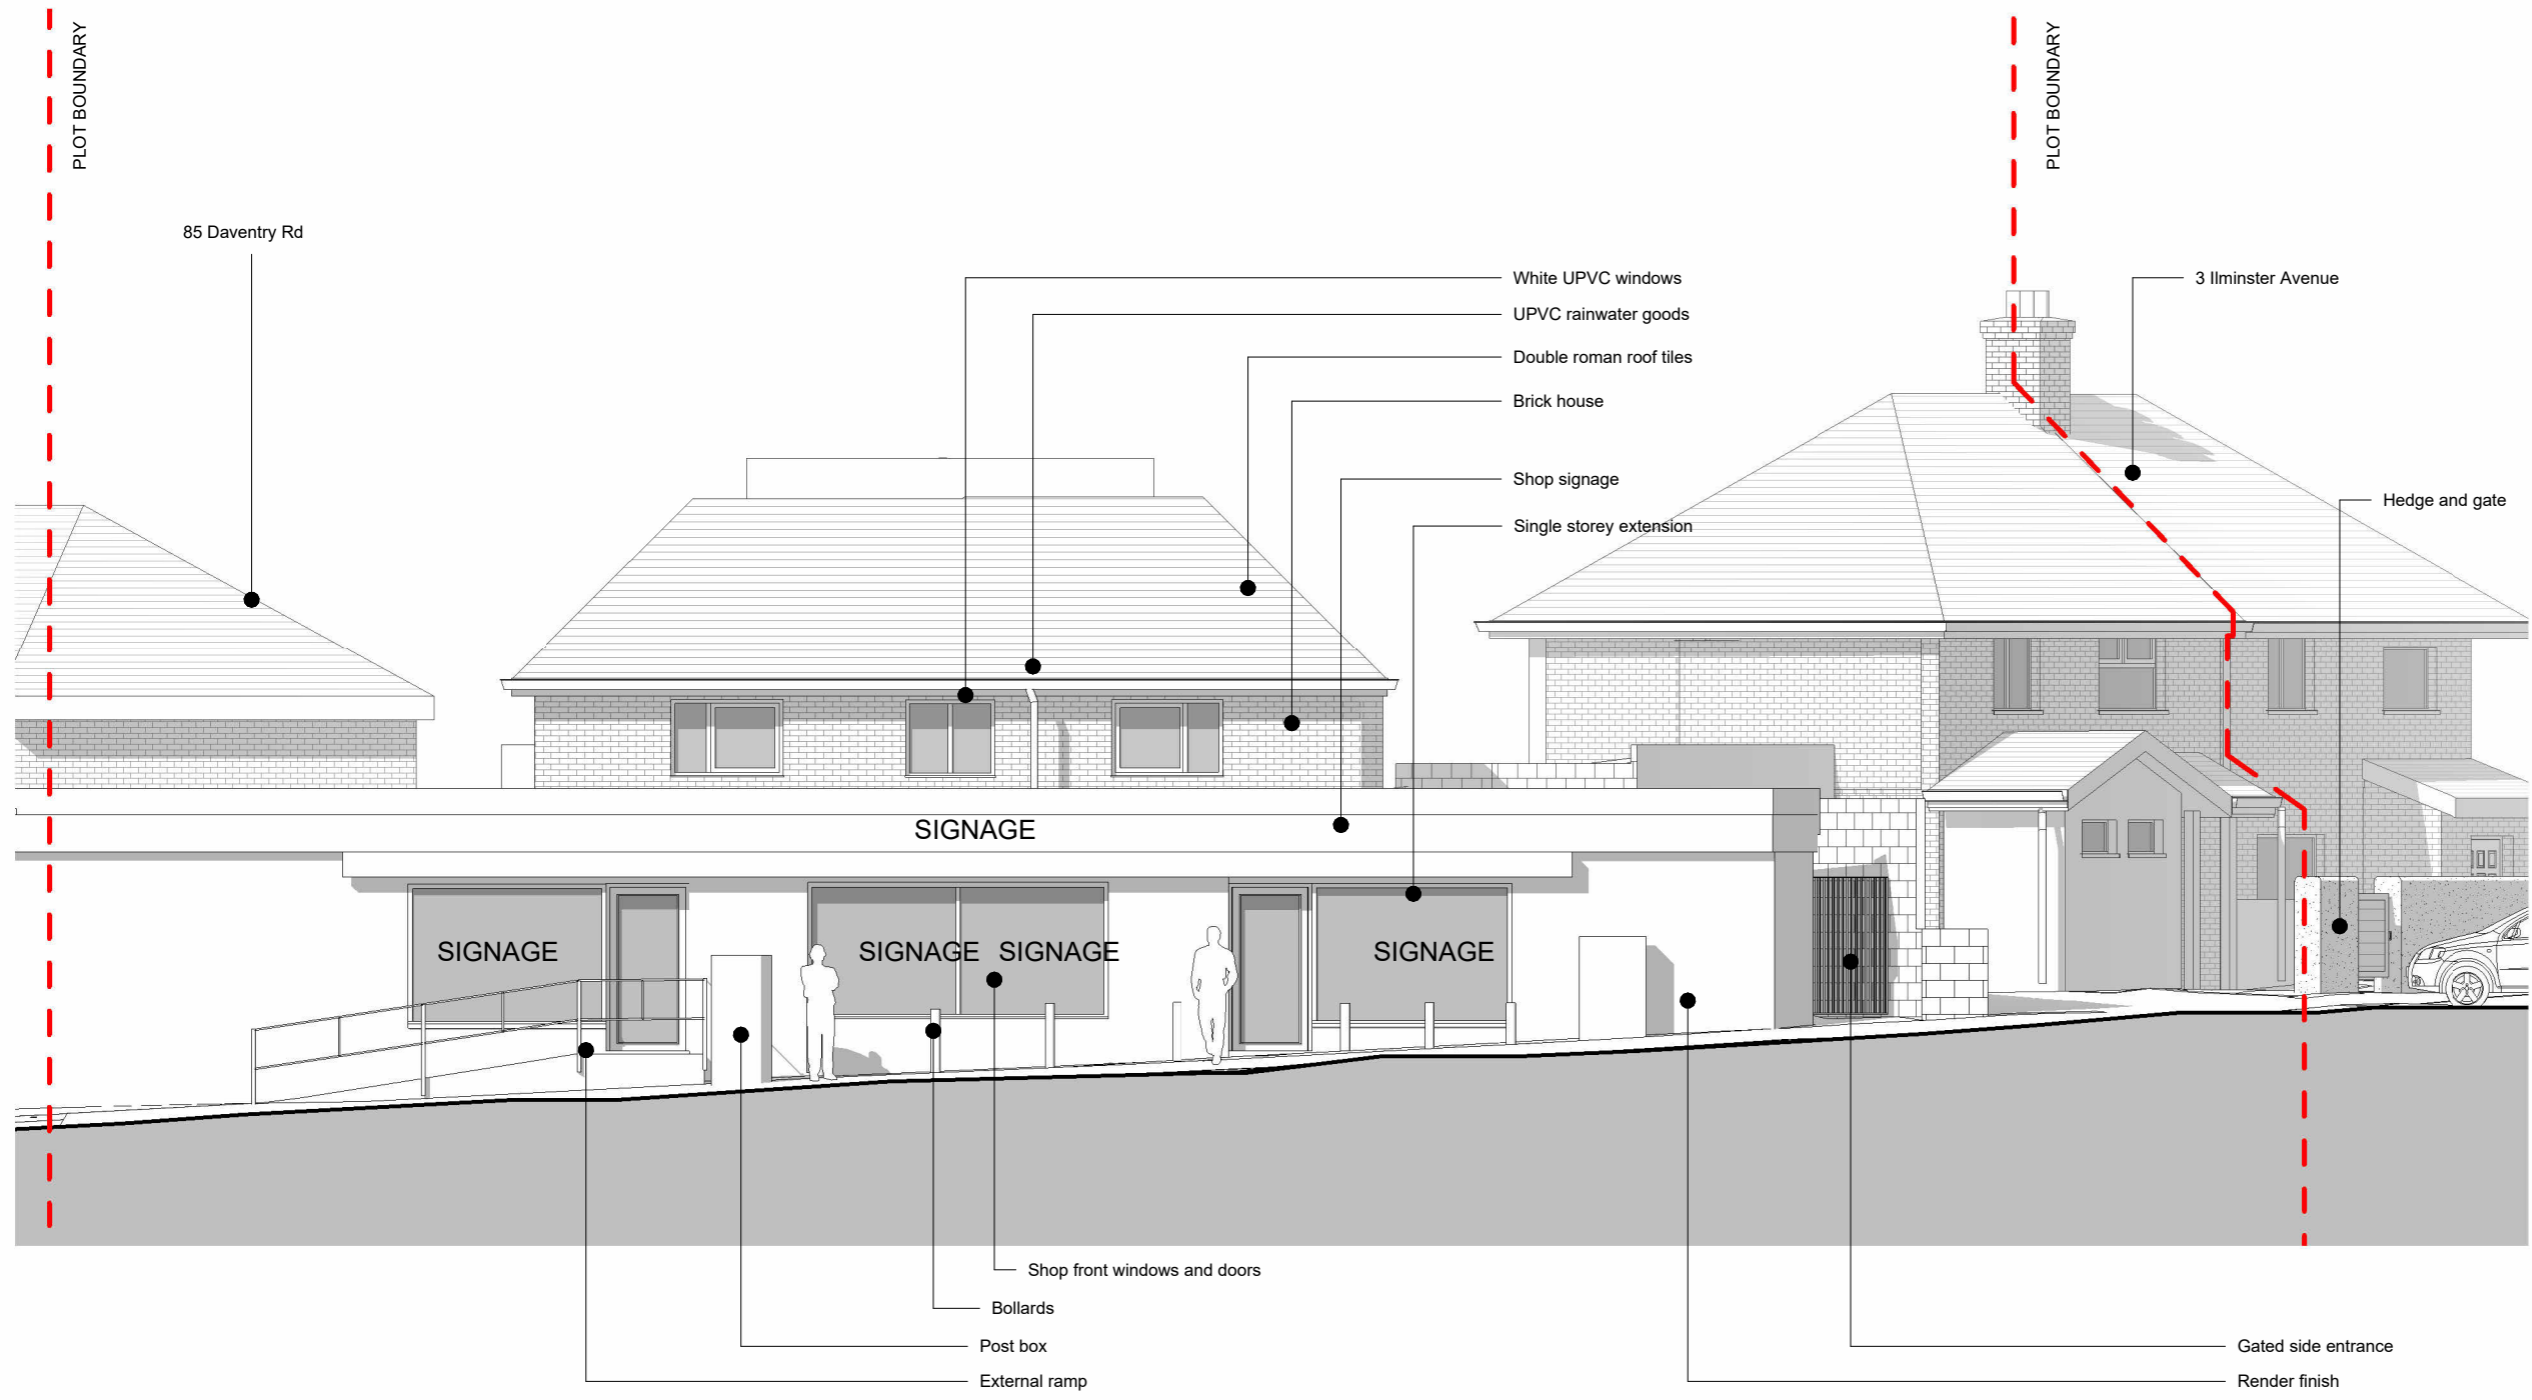 PLOT BOUNDARY
PLOT BOUNDARY
85 Daventry Rd
White UPVC windows
3 Ilminster Avenue
UPVC rainwater goods
Double roman roof tiles
Brick house
Shop signage
Hedge and gate
Single storey extension
SIGNAGE
SIGNAGE
SIGNAGE SIGNAGE
SIGNAGE
Shop front windows and doors
Bollards
Post box
Gated side entrance
External ramp
Render finish